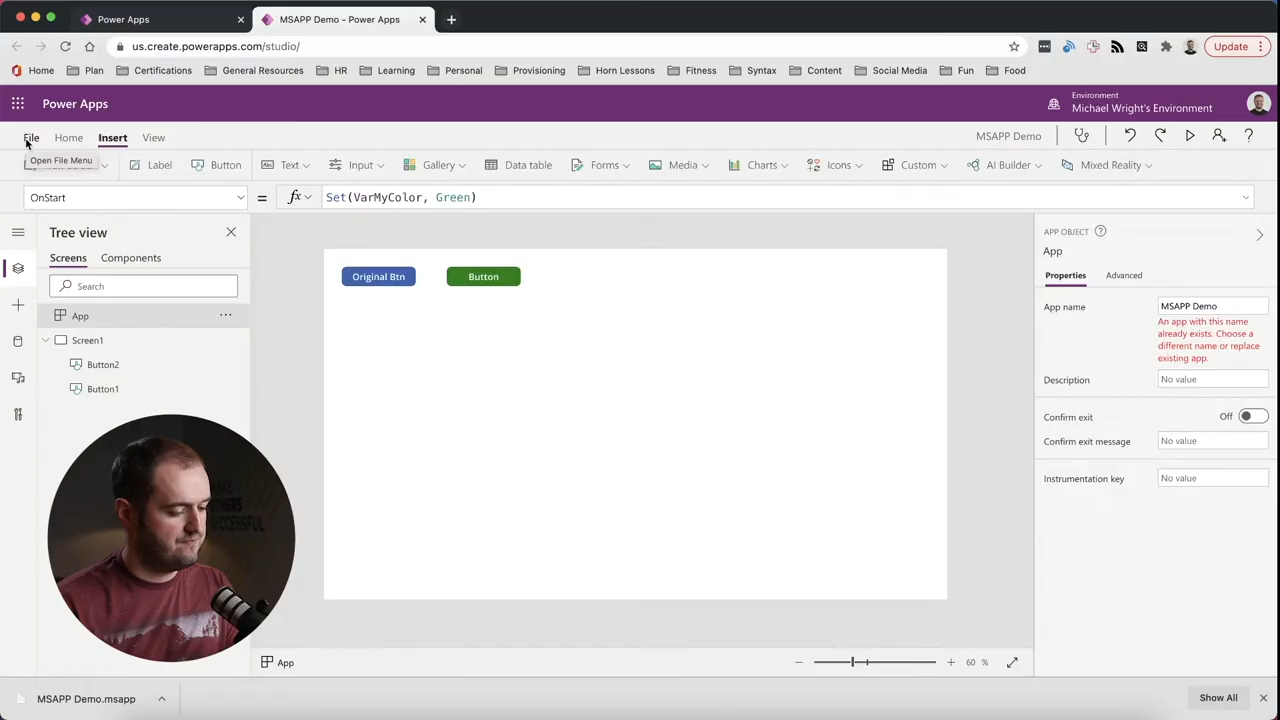 Power Apps
MSAPP Demo - Power Apps
us.create.powerapps.com/studio/
Update
Home
Plan
Certifications
General Resources
HR
Learning
Personal
Provisioning
Horn Lessons
Fitness
Syntax
Content
Social Media
Fun
Food
Power Apps
Environment
Michael Wright's Environment
File
Home
Insert
View
MSAPP Demo
Open File Menu
Label
Button
Text
Input
Gallery
Data table
Forms
Media
Charts
Icons
Custom
AI Builder
Mixed Reality
OnStart
=
fx
Set(VarMyColor, Green)
Tree view
Screens
Components
Search
App
Screen1
Button2
Button1
Original Btn
Button
APP OBJECT
App
Properties
Advanced
App name
MSAPP Demo
An app with this name
already exists. Choose a
different name or replace
existing app.
Description
No value
Confirm exit
Off
Confirm exit message
No value
Instrumentation key
No value
App
60 %
MSAPP Demo.msapp
Show All